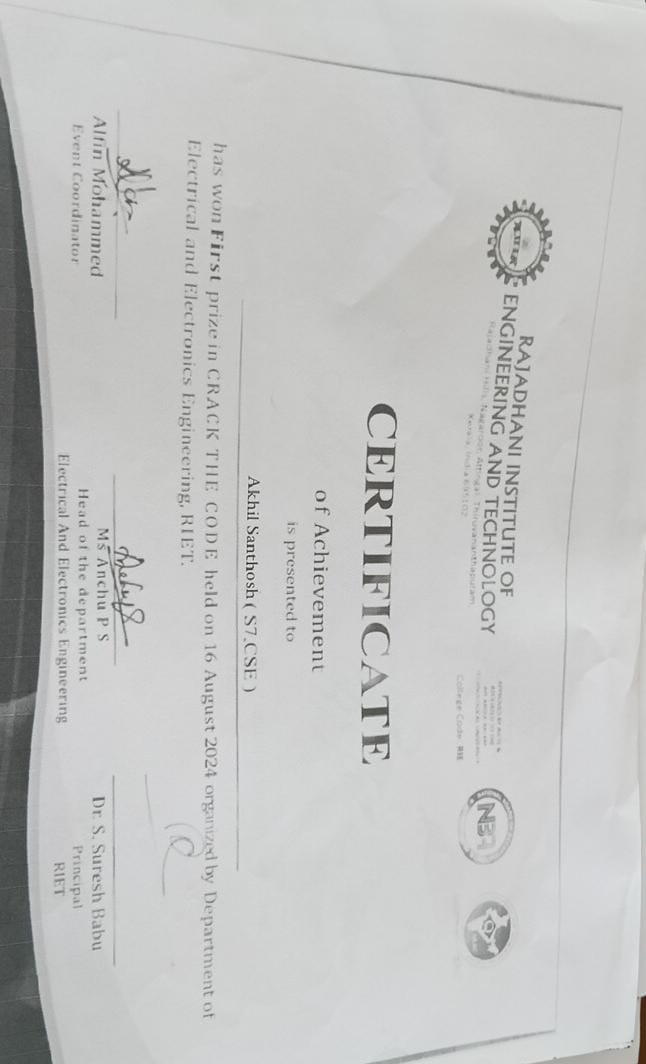 RAJADHANI INSTITUTE OF
ENGINEERING AND TECHNOLOGY
Rajadhani Hills, Nagaroor, Attingal, Thiruvananthapuram,
Kerala, India 695102
College Code: RIE
NBA
CERTIFICATE
of Achievement
is presented to
Akhil Santhosh ( S7,CSE )
has won First prize in CRACK THE CODE held on 16 August 2024 organized by Department of
Electrical and Electronics Engineering, RIET.
Alfin Mohammed
Event Coordinator
Ms Anchu P S
Head of the department
Electrical And Electronics Engineering
Dr. S. Suresh Babu
Principal
RIET